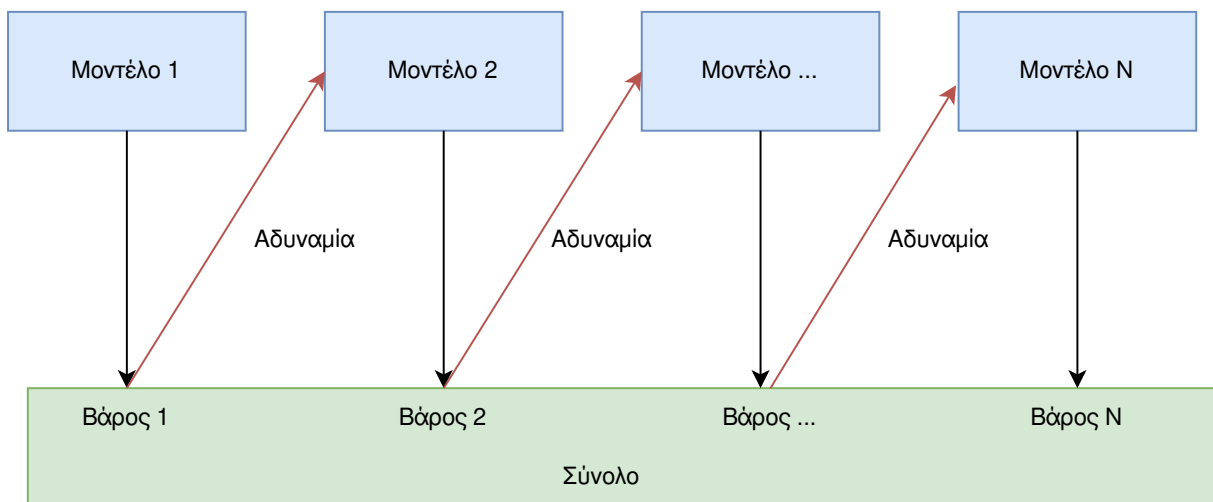 Μοντέλο 1
Μοντέλο 2
Μοντέλο ...
Μοντέλο N
Αδυναμία
Αδυναμία
Αδυναμία
Βάρος 1
Βάρος 2
Βάρος ...
Βάρος N
Σύνολο